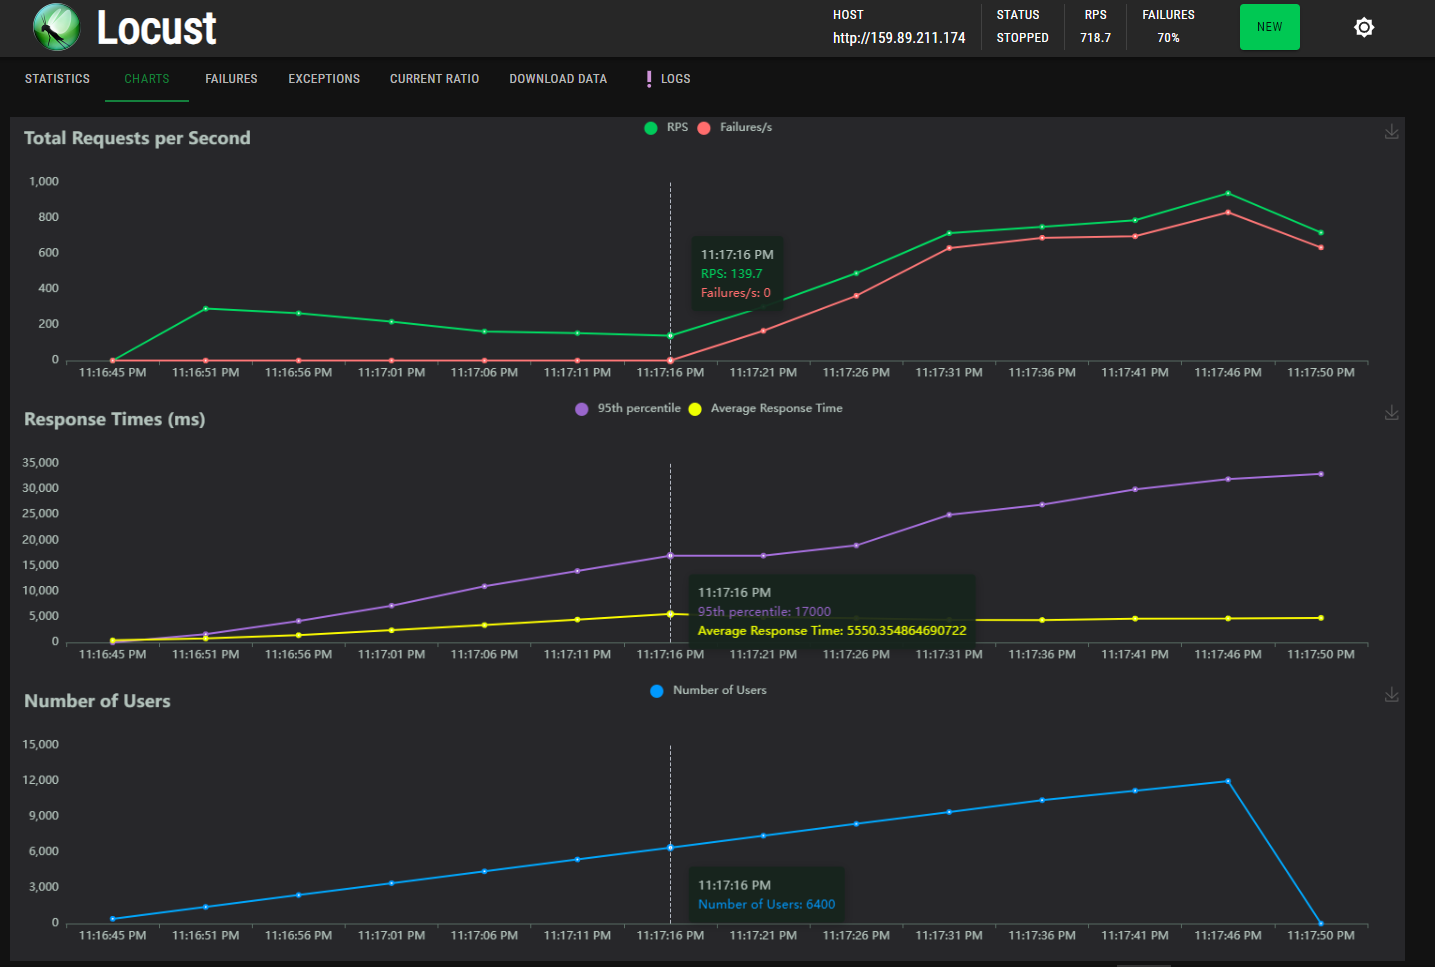 Locust
HOST
http://159.89.211.174
STATUS
STOPPED
RPS
718.7
FAILURES
70%
NEW
STATISTICS CHARTS FAILURES EXCEPTIONS CURRENT RATIO DOWNLOAD DATA LOGS
Total Requests per Second
RPS Failures/s
1,000
800
600
400
200
0
11:17:16 PM
RPS: 139.7
Failures/s: 0
11:16:45 PM 11:16:51 PM 11:16:56 PM 11:17:01 PM 11:17:06 PM 11:17:11 PM 11:17:16 PM 11:17:21 PM 11:17:26 PM 11:17:31 PM 11:17:36 PM 11:17:41 PM 11:17:46 PM 11:17:50 PM
Response Times (ms)
95th percentile Average Response Time
35,000
30,000
25,000
20,000
15,000
10,000
5,000
0
11:17:16 PM
95th percentile: 17000
Average Response Time: 5550.354864690722
11:16:45 PM 11:16:51 PM 11:16:56 PM 11:17:01 PM 11:17:06 PM 11:17:11 PM 11:17:16 PM 11:17:21 PM 11:17:26 PM 11:17:31 PM 11:17:36 PM 11:17:41 PM 11:17:46 PM 11:17:50 PM
Number of Users
Number of Users
15,000
12,000
9,000
6,000
3,000
0
11:17:16 PM
Number of Users: 6400
11:16:45 PM 11:16:51 PM 11:16:56 PM 11:17:01 PM 11:17:06 PM 11:17:11 PM 11:17:16 PM 11:17:21 PM 11:17:26 PM 11:17:31 PM 11:17:36 PM 11:17:41 PM 11:17:46 PM 11:17:50 PM